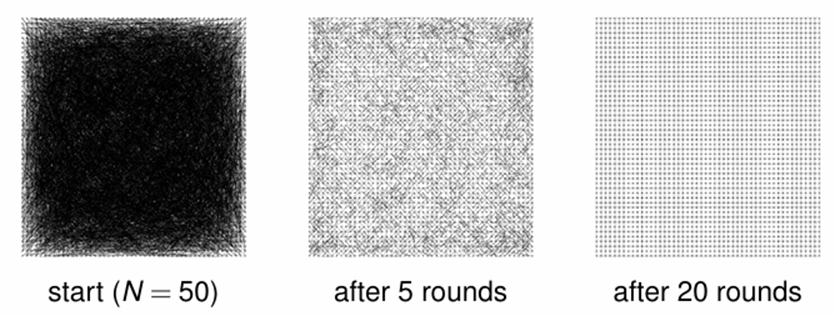 start (N = 50)
after 5 rounds
after 20 rounds